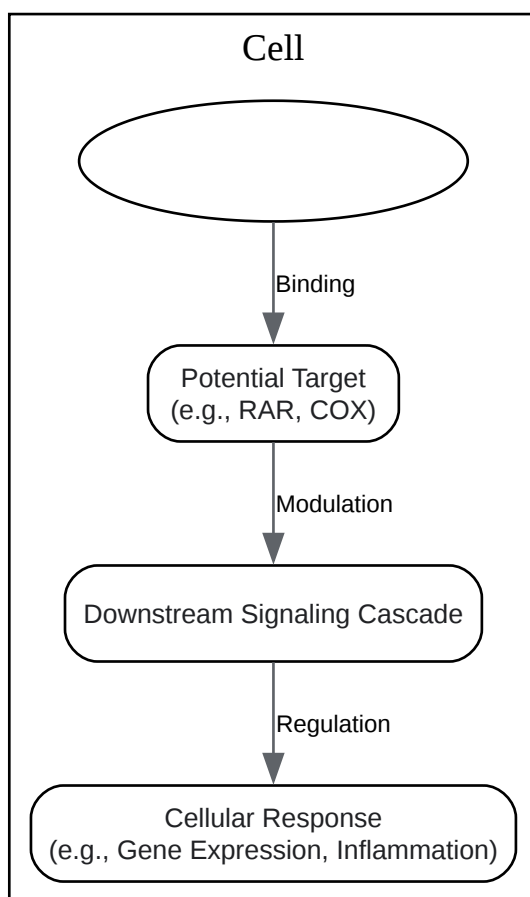 Cell
Binding
Potential Target
(e.g., RAR, COX)
Modulation
Downstream Signaling Cascade
Regulation
Cellular Response
(e.g., Gene Expression, Inflammation)